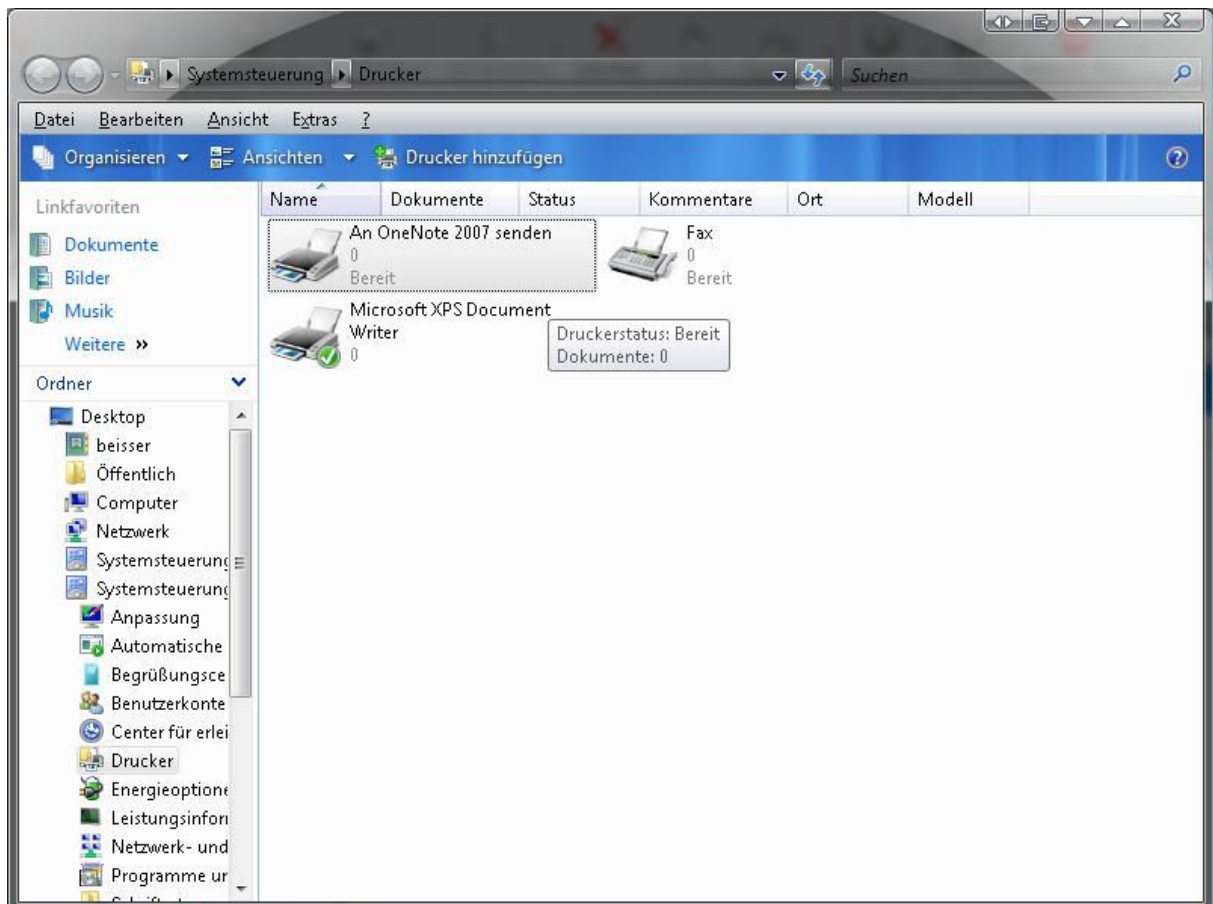 Systemsteuerung Drucker Suchen
Datei Bearbeiten Ansicht Extras ?
Organisieren Ansichten Drucker hinzufügen ?
Linkfavoriten
Dokumente
Bilder
Musik
Weitere »
Ordner
Desktop
beisser
Öffentlich
Computer
Netzwerk
Systemsteuerung
Systemsteuerung
Anpassung
Automatische
Begrüßungsce
Benutzerkonte
Center für erlei
Drucker
Energieoptione
Leistungsinforr
Netzwerk- und
Programme ur
Name Dokumente Status Kommentare Ort Modell
An OneNote 2007 senden
0
Bereit
Fax
0
Bereit
Microsoft XPS Document
Writer
0
Druckerstatus: Bereit
Dokumente: 0